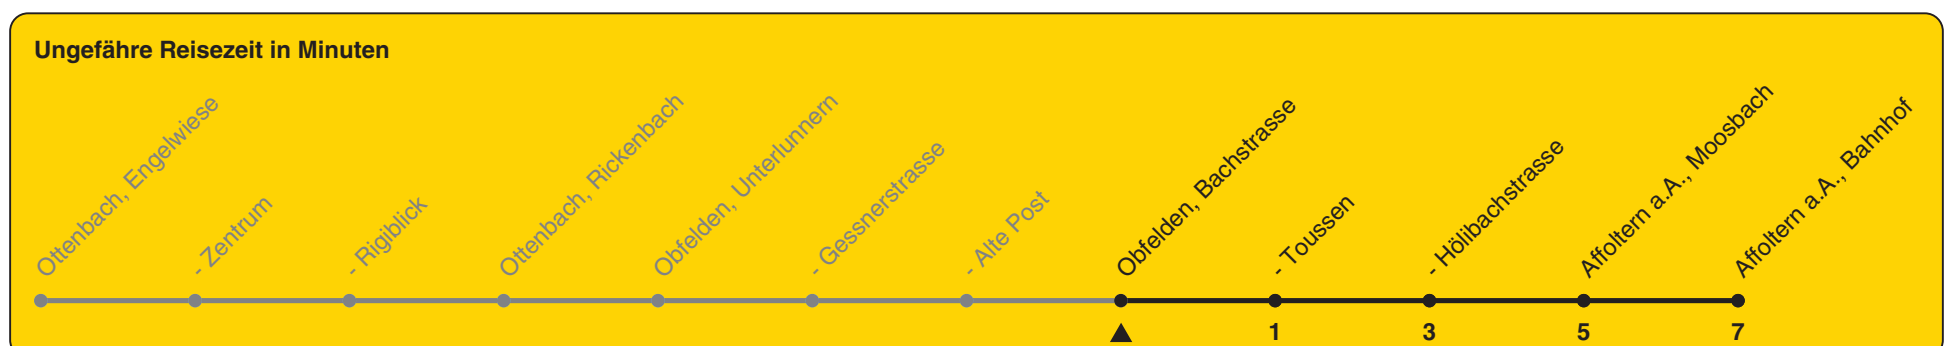 Ungefähre Reisezeit in Minuten
Ottenbach, Engelwiese
- Zentrum
- Rigiblick
Ottenbach, Rickenbach
Obfelden, Unterlunnern
- Gessnerstrasse
- Alte Post
Obfelden, Bachstrasse
- Toussen
- Hölibachstrasse
Affoltern a.A., Moosbach
Affoltern a.A., Bahnhof
1 3 5 7